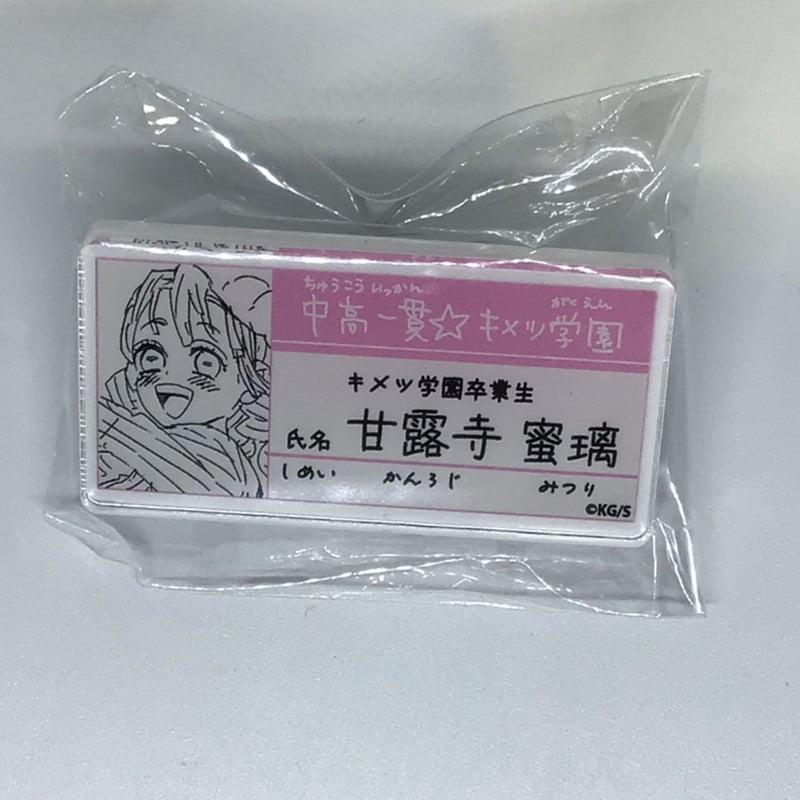 ちゅうこう いっかん がくえん
中高一貫☆キメツ学園
キメツ学園卒業生
氏名 甘露寺 蜜璃
しめい かんろじ みつり
©KG/S